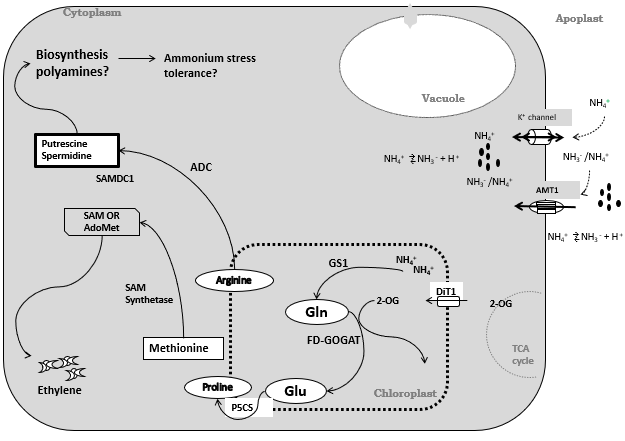 Cytoplasm
Apoplast
Biosynthesis
polyamines?
Ammonium stress
tolerance?
Vacuole
K⁺ channel
NH₄⁺
NH₄⁺
NH₄⁺ ⇄ NH₃⁻ + H⁺
NH₃⁻/NH₄⁺
NH₃⁻/NH₄⁺
AMT1
NH₄⁺ ⇄ NH₃⁻ + H⁺
Putrescine
Spermidine
SAMDC1
ADC
SAM OR
AdoMet
SAM
Synthetase
Arginine
GS1
NH₄⁺
NH₄⁺
Gln
2-OG
DiT1
2-OG
FD-GOGAT
TCA
cycle
Methionine
Ethylene
Proline
P5CS
Glu
Chloroplast